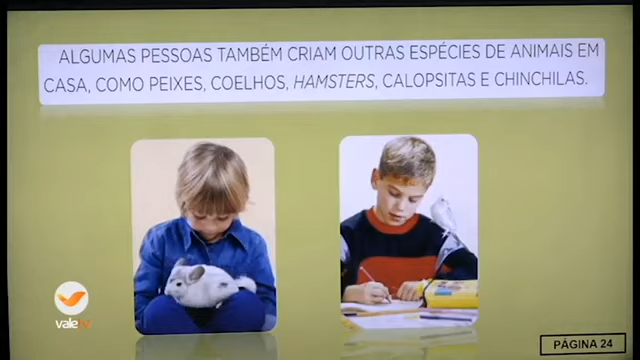 ALGUMAS PESSOAS TAMBÉM CRIAM OUTRAS ESPÉCIES DE ANIMAIS EM
CASA, COMO PEIXES, COELHOS, HAMSTERS, CALOPSITAS E CHINCHILAS.
vale tv
PÁGINA 24